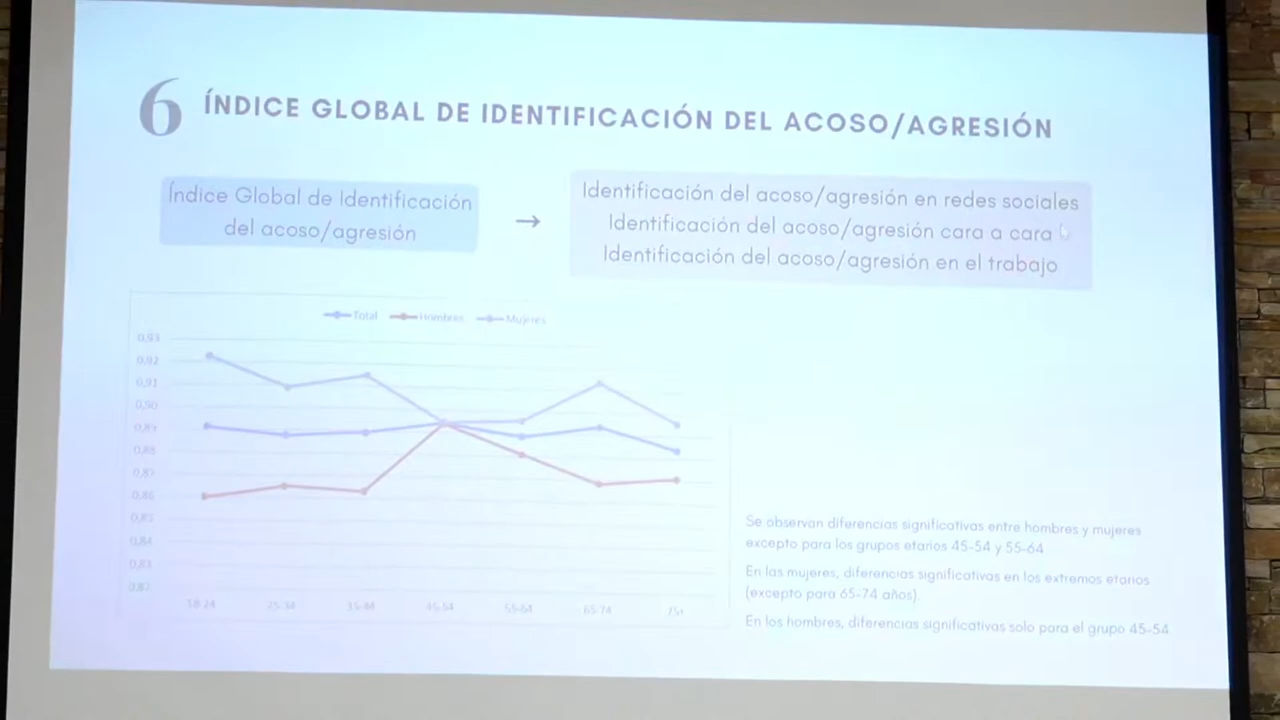 6 ÍNDICE GLOBAL DE IDENTIFICACIÓN DEL ACOSO/AGRESIÓN
Índice Global de Identificación
del acoso/agresión
→
Identificación del acoso/agresión en redes sociales
Identificación del acoso/agresión cara a cara
Identificación del acoso/agresión en el trabajo
Total Hombres Mujeres
0,93
0,92
0,91
0,90
0,89
0,88
0,87
0,86
0,85
0,84
0,83
0,82
18-24 25-34 35-44 45-54 55-64 65-74 75+
Se observan diferencias significativas entre hombres y mujeres
excepto para los grupos etarios 45-54 y 55-64
En las mujeres, diferencias significativas en los extremos etarios
(excepto para 65-74 años).
En los hombres, diferencias significativas solo para el grupo 45-54